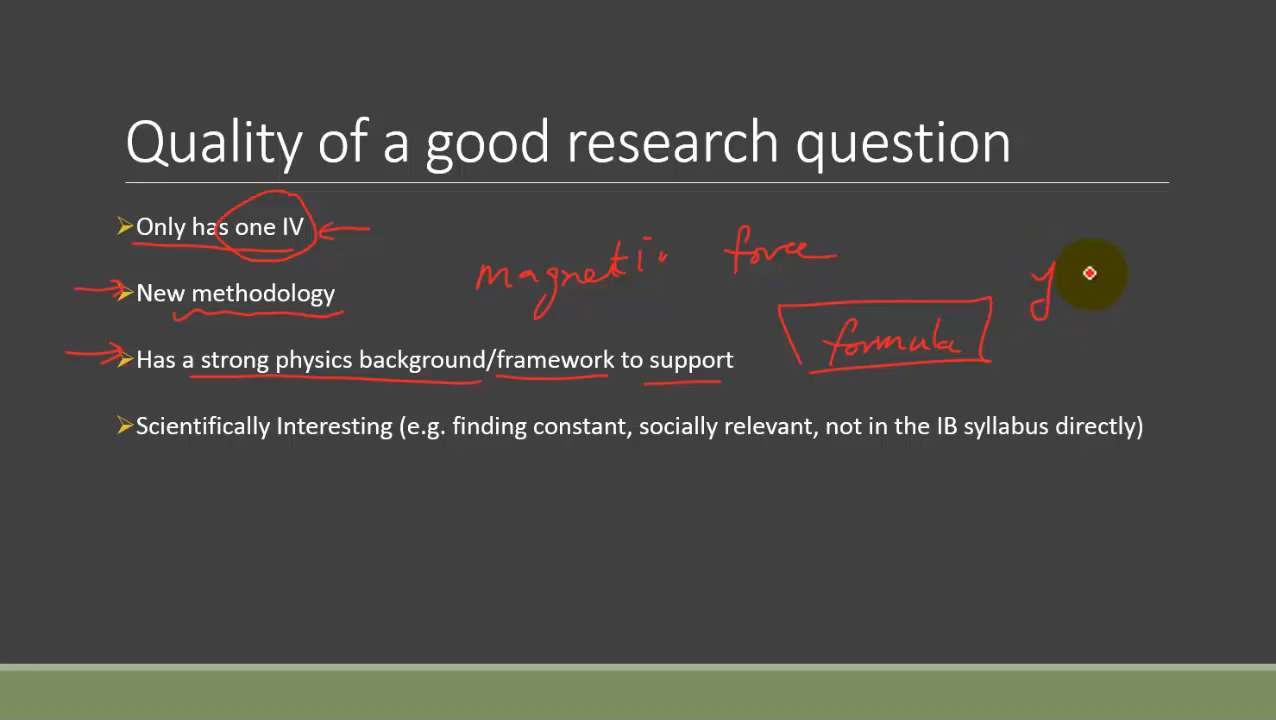 Quality of a good research question
Only has one IV
magnetic force
New methodology
y
formula
Has a strong physics background/framework to support
Scientifically Interesting (e.g. finding constant, socially relevant, not in the IB syllabus directly)